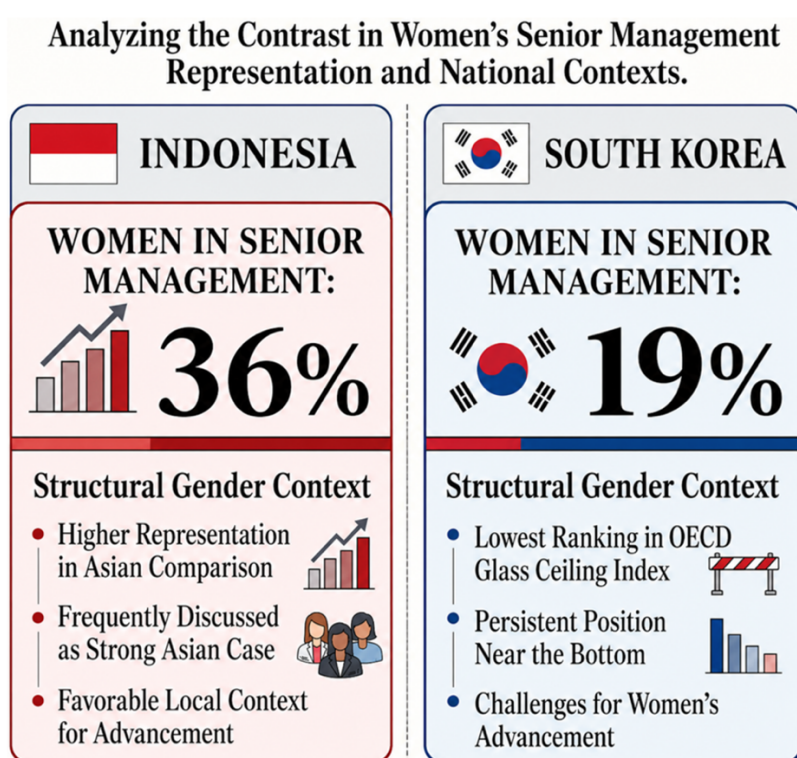 Analyzing the Contrast in Women's Senior Management
Representation and National Contexts.
INDONESIA
WOMEN IN SENIOR
MANAGEMENT:
36%
Structural Gender Context
Higher Representation
in Asian Comparison
Frequently Discussed
as Strong Asian Case
Favorable Local Context
for Advancement
SOUTH KOREA
WOMEN IN SENIOR
MANAGEMENT:
19%
Structural Gender Context
Lowest Ranking in OECD
Glass Ceiling Index
Persistent Position
Near the Bottom
Challenges for Women's
Advancement